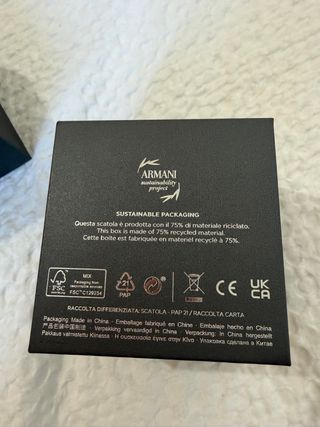 ARMANI
sustainability
project
SUSTAINABLE PACKAGING
Questa scatola è prodotta con il 75% di materiale riciclato.
This box is made of 75% recycled material.
Cette boîte est fabriquée en materiel recyclé à 75%.
FSC
MIX
Packaging
FSC™ C129254
21
PAP
CE
UK
CA
RACCOLTA DIFFERENZIATA: SCATOLA - PAP 21 / RACCOLTA CARTA
Packaging Made in China - Emballage fabriqué en Chine - Embalaje hecho en China
产品包装中国制造 - Verpakking vervaardigd in China - Verpackung in China hergestellt
Pakkaus valmistettu Kiinassa - Η συσκευασία έγινε στην Κίνα - Упаковка сделана в Китае